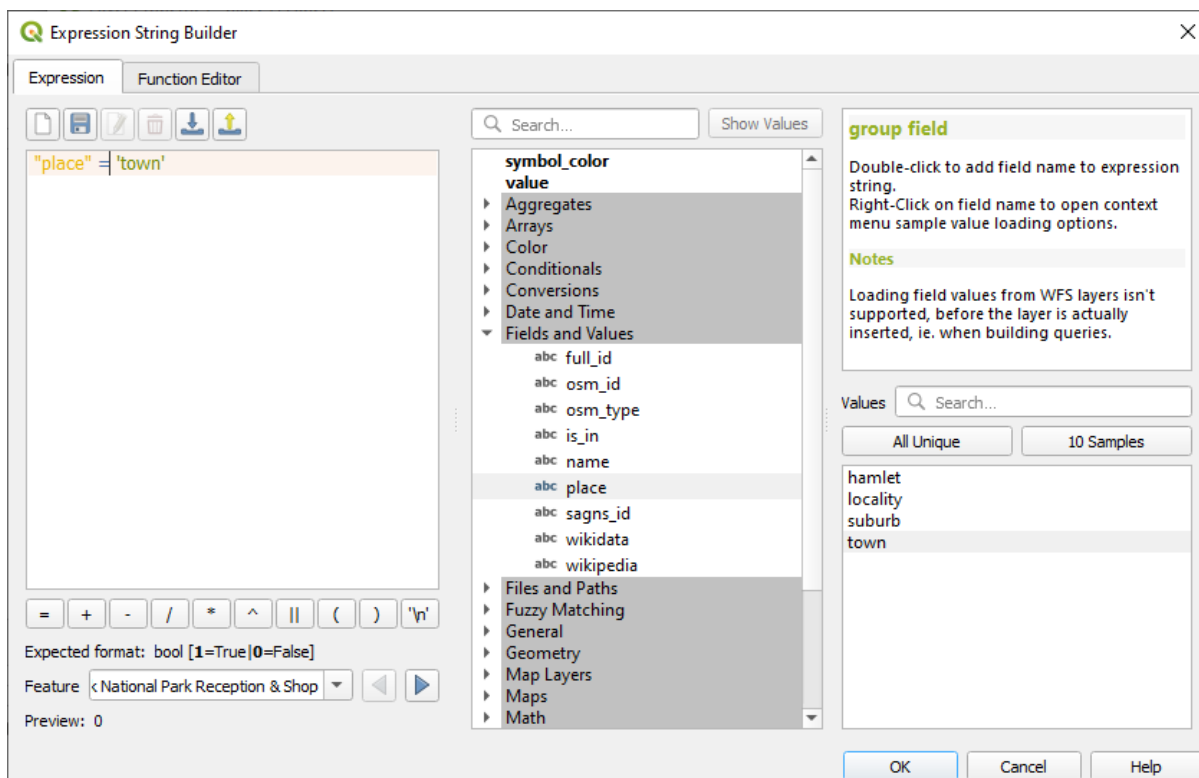 Expression String Builder
Expression
Function Editor
"place" = 'town'
= + - / * ^ || ( ) '\n'
Expected format: bool [1=True|0=False]
Feature
National Park Reception & Shop
Preview: 0
Search...
Show Values
symbol_color
value
Aggregates
Arrays
Color
Conditionals
Conversions
Date and Time
Fields and Values
abc full_id
abc osm_id
abc osm_type
abc is_in
abc name
abc place
abc sagns_id
abc wikidata
abc wikipedia
Files and Paths
Fuzzy Matching
General
Geometry
Map Layers
Maps
Math
group field
Double-click to add field name to expression
string.
Right-Click on field name to open context
menu sample value loading options.
Notes
Loading field values from WFS layers isn't
supported, before the layer is actually
inserted, ie. when building queries.
Values
Search...
All Unique
10 Samples
hamlet
locality
suburb
town
OK
Cancel
Help